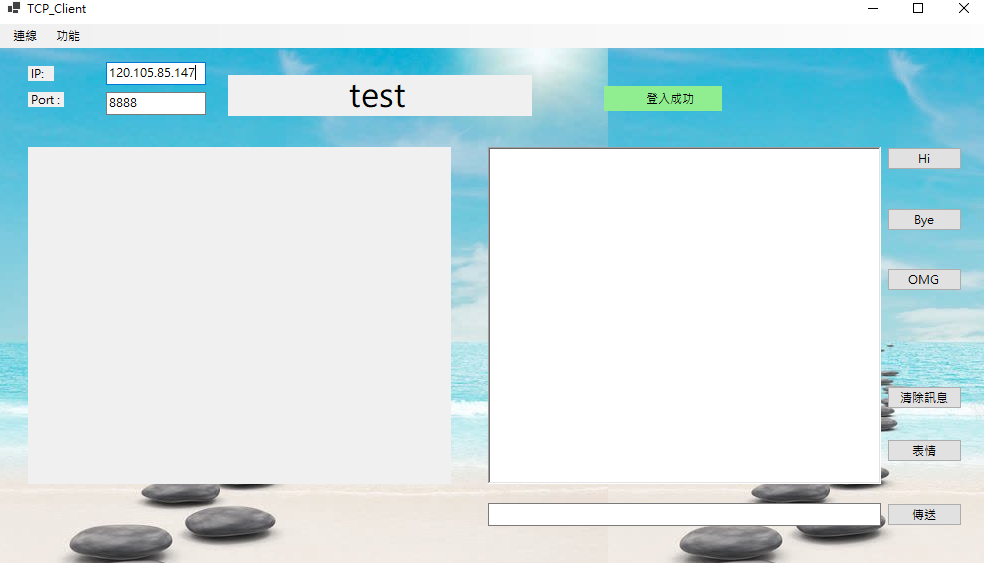 TCP_Client
連線 功能
IP: 120.105.85.147
Port : 8888
test
登入成功
Hi
Bye
OMG
清除訊息
表情
傳送